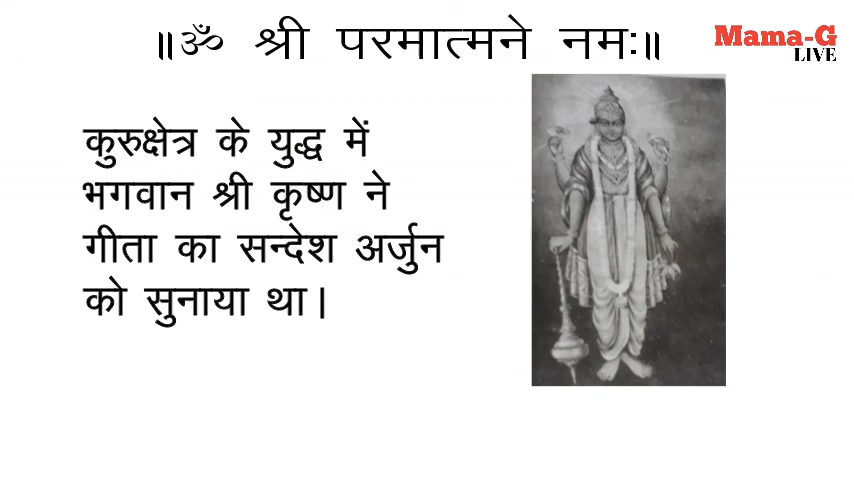 ॥ॐ श्री परमात्मने नमः॥
Mama-G
LIVE
कुरुक्षेत्र के युद्ध में
भगवान श्री कृष्ण ने
गीता का सन्देश अर्जुन
को सुनाया था।